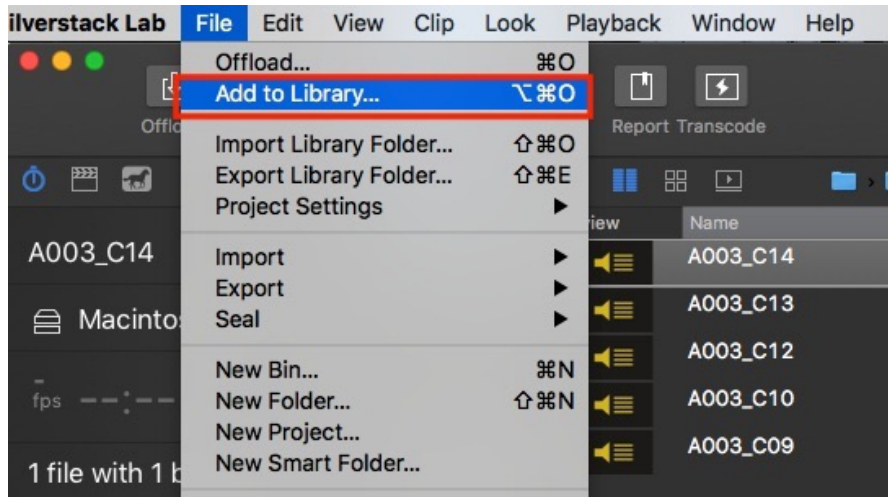 ilverstack Lab File Edit View Clip Look Playback Window Help
Offload... ⌘O
Add to Library... ⌥⌘O
Report Transcode
Import Library Folder... ⇧⌘O
Export Library Folder... ⇧⌘E
Project Settings
Name
A003_C14
Import
A003_C14
Export
Macinto
Seal
A003_C13
A003_C12
New Bin... ⌘N
fps --:--
New Folder... ⇧⌘N
A003_C10
New Project...
A003_C09
1 file with 1
New Smart Folder...